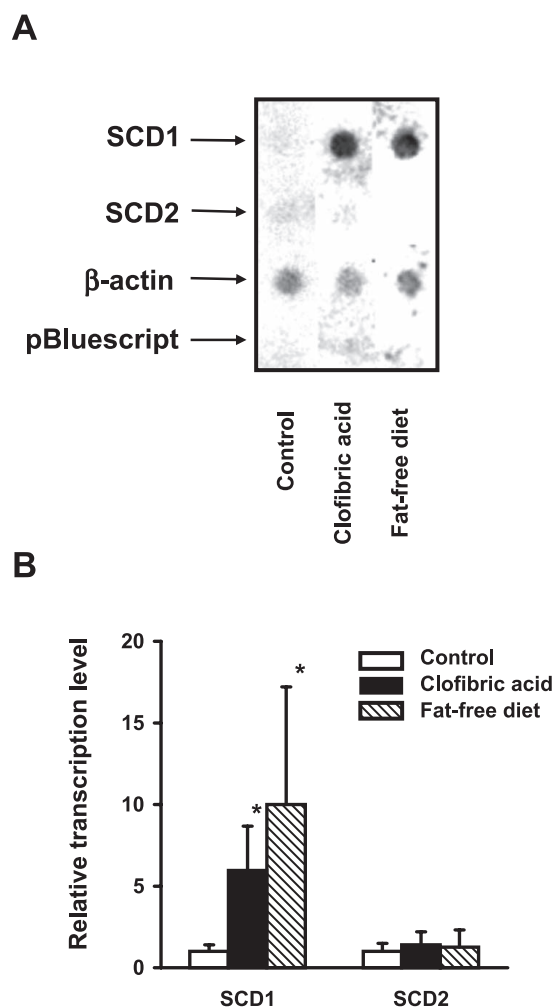 A
SCD1
SCD2
β-actin
pBluescript
Control
Clofibric acid
Fat-free diet
B
Relative transcription level
20
15
10
5
0
*
*
Control
Clofibric acid
Fat-free diet
SCD1
SCD2